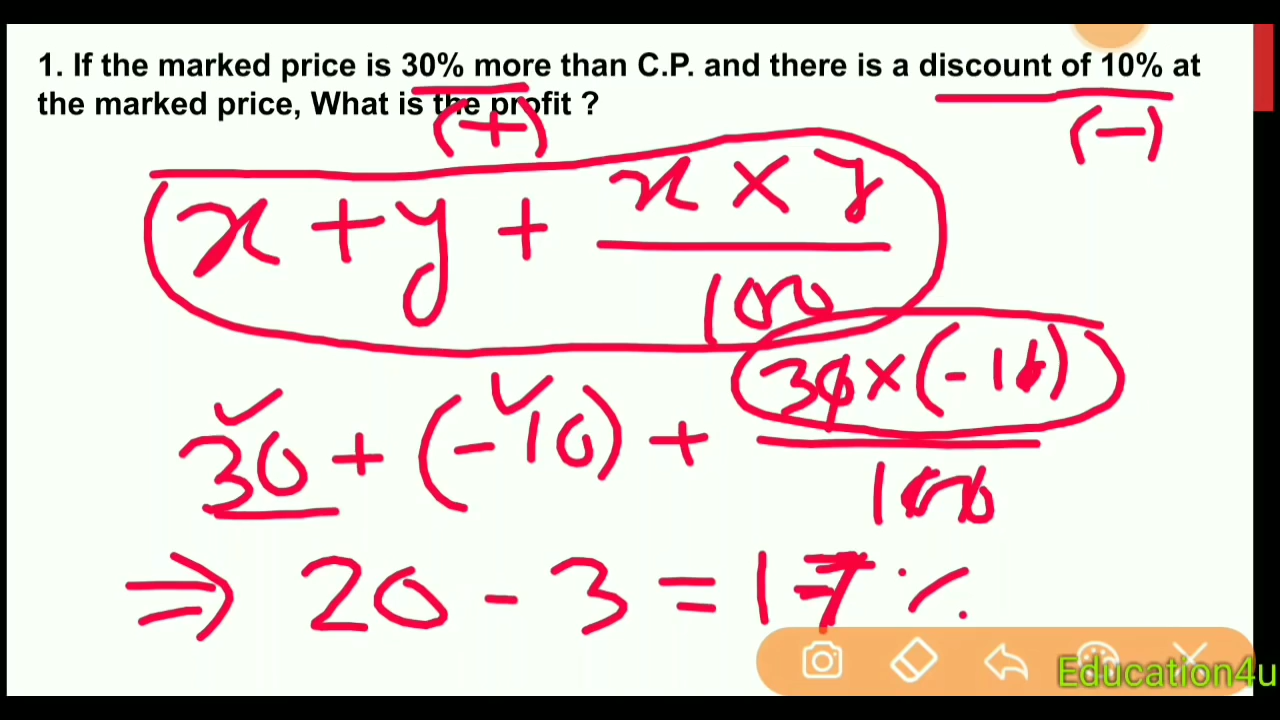 1. If the marked price is 30% more than C.P. and there is a discount of 10% at
the marked price, What is the profit ?
(+) (-)
x + y + x × y / 100
30 + (-10) + 30 × (-10) / 100
⇒ 20 - 3 = 17 %
Education4u